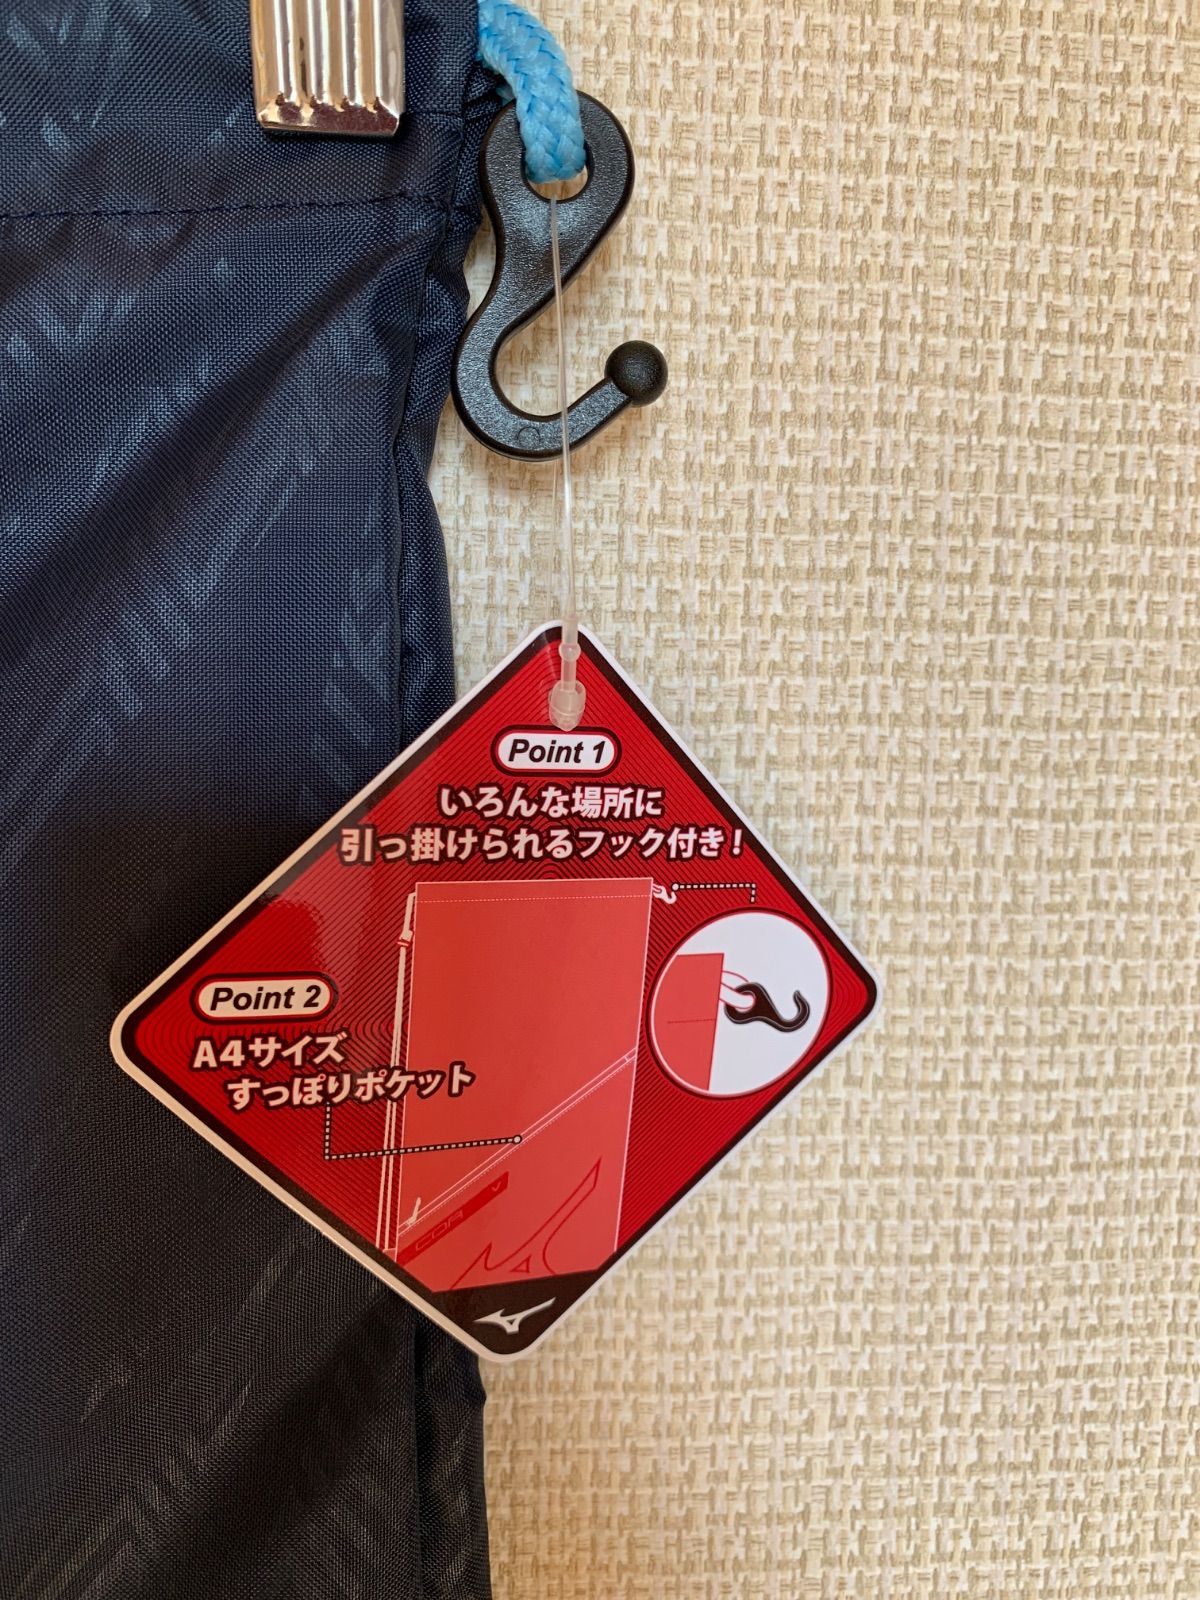 Point 1
いろんな場所に
引っ掛けられるフック付き!
Point 2
A4サイズ
すっぽりポケット